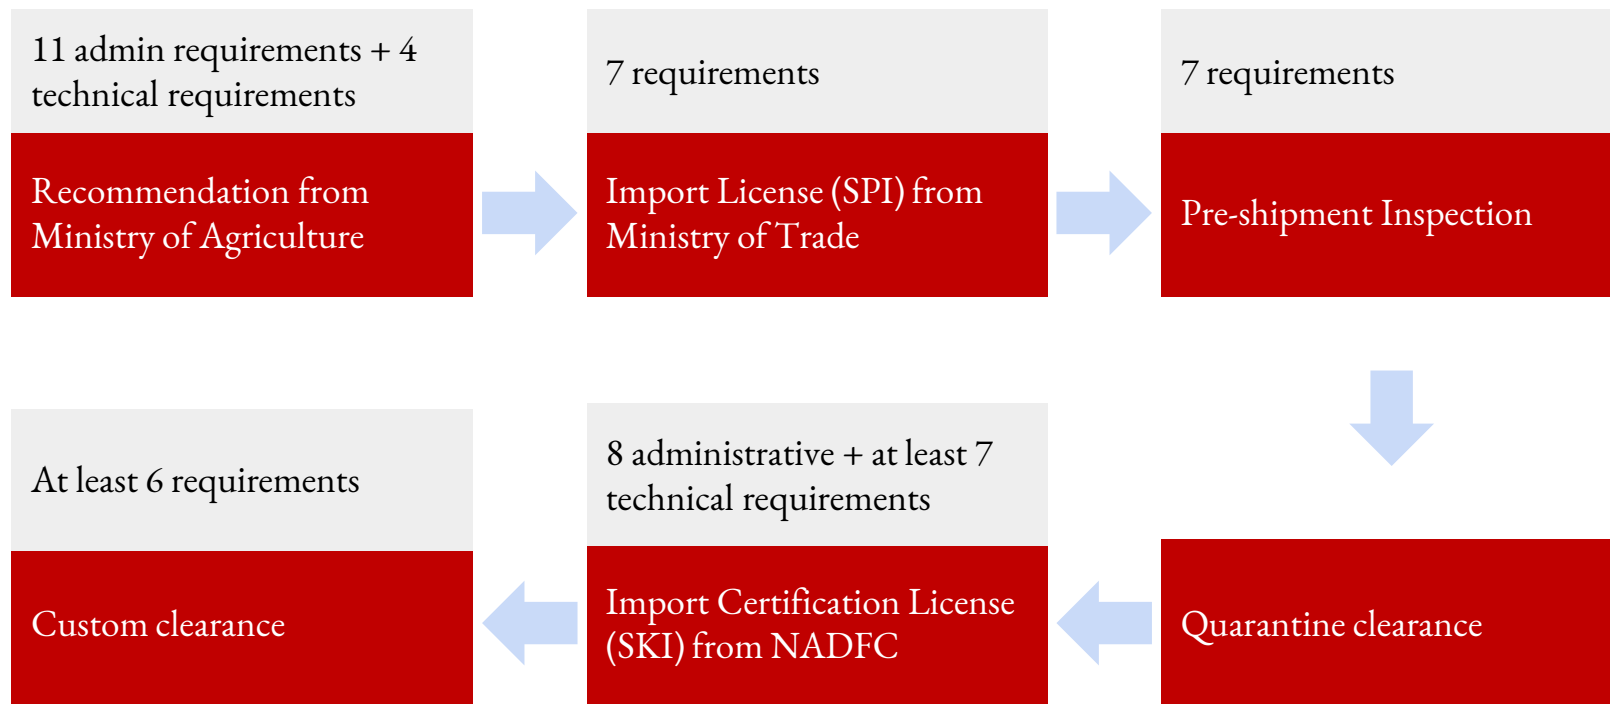 11 admin requirements + 4
technical requirements
Recommendation from
Ministry of Agriculture
7 requirements
Import License (SPI) from
Ministry of Trade
7 requirements
Pre-shipment Inspection
Quarantine clearance
8 administrative + at least 7
technical requirements
Import Certification License
(SKI) from NADFC
At least 6 requirements
Custom clearance